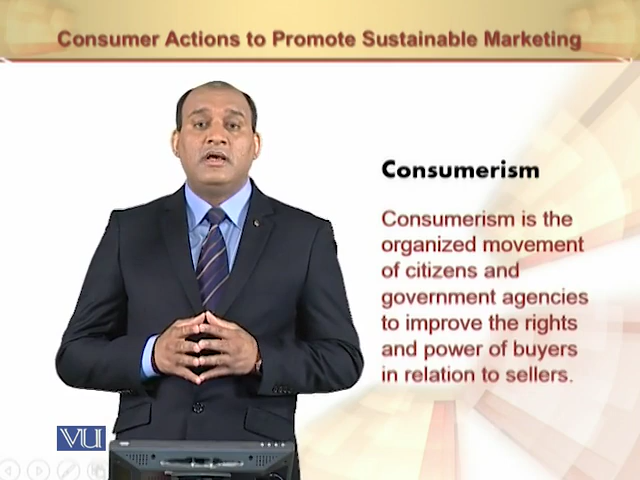 Consumer Actions to Promote Sustainable Marketing
Consumerism
Consumerism is the
organized movement
of citizens and
government agencies
to improve the rights
and power of buyers
in relation to sellers.
VU